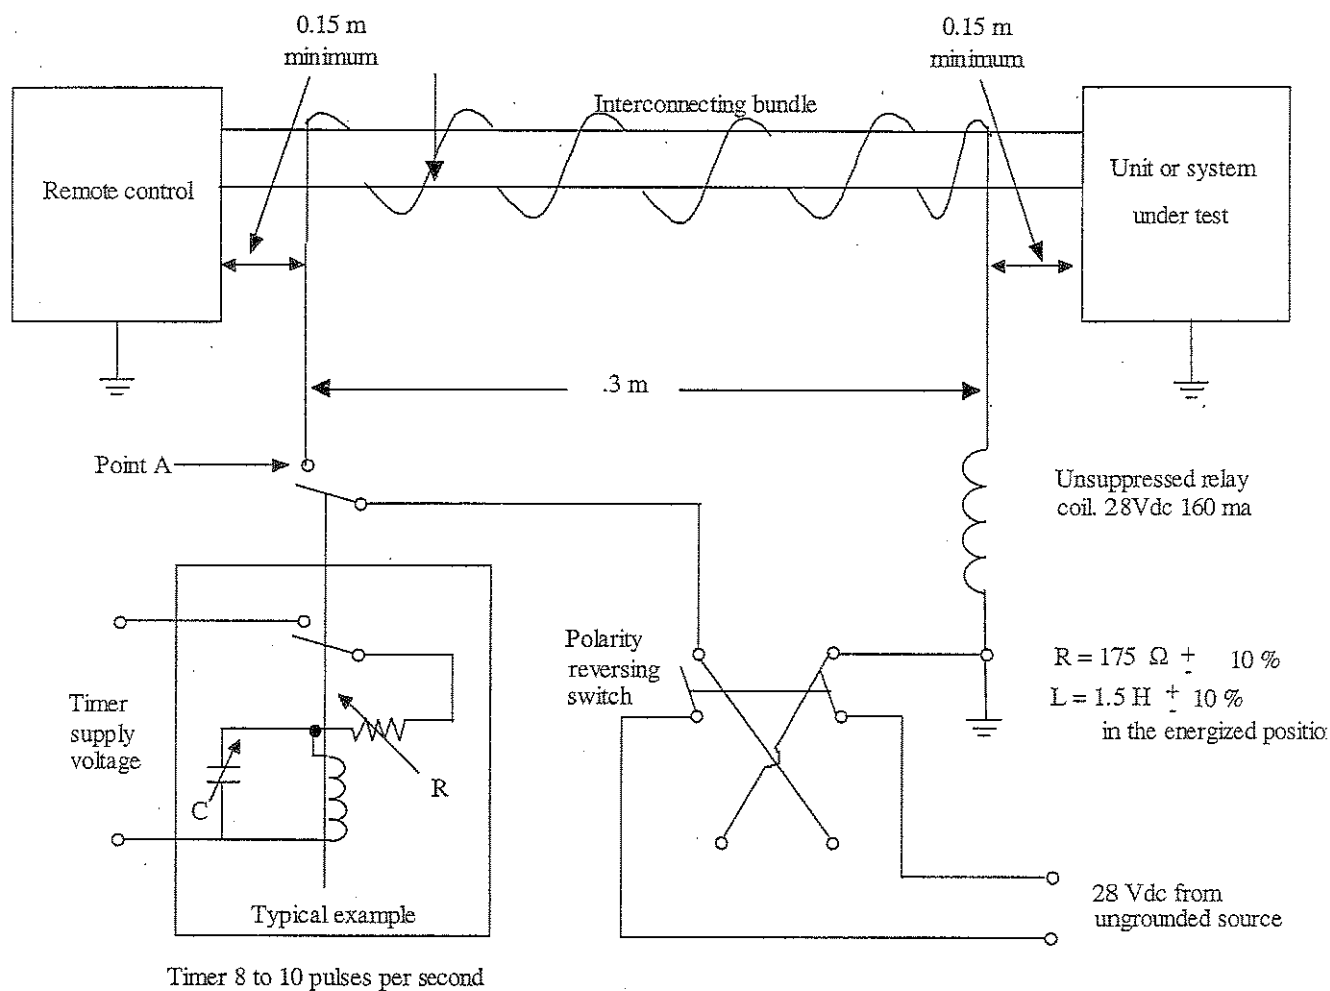 0.15 m
minimum
0.15 m
minimum
Interconnecting bundle
Remote control
Unit or system
under test
.3 m
Point A
Unsuppressed relay
coil. 28Vdc 160 ma
Polarity
reversing
switch
R = 175 Ω ± 10 %
L = 1.5 H ± 10 %
in the energized positio
Timer
supply
voltage
C
R
Typical example
28 Vdc from
ungrounded source
Timer 8 to 10 pulses per second